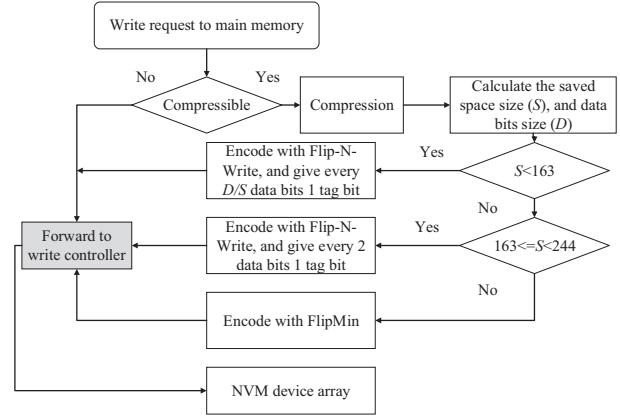 Write request to main memory
No
Yes
Compressible
Compression
Calculate the saved
space size (S), and data
bits size (D)
Encode with Flip-N-
Write, and give every
D/S data bits 1 tag bit
Yes
S<163
No
Forward to
write controller
Encode with Flip-N-
Write, and give every 2
data bits 1 tag bit
Yes
163<=S<244
No
Encode with FlipMin
NVM device array